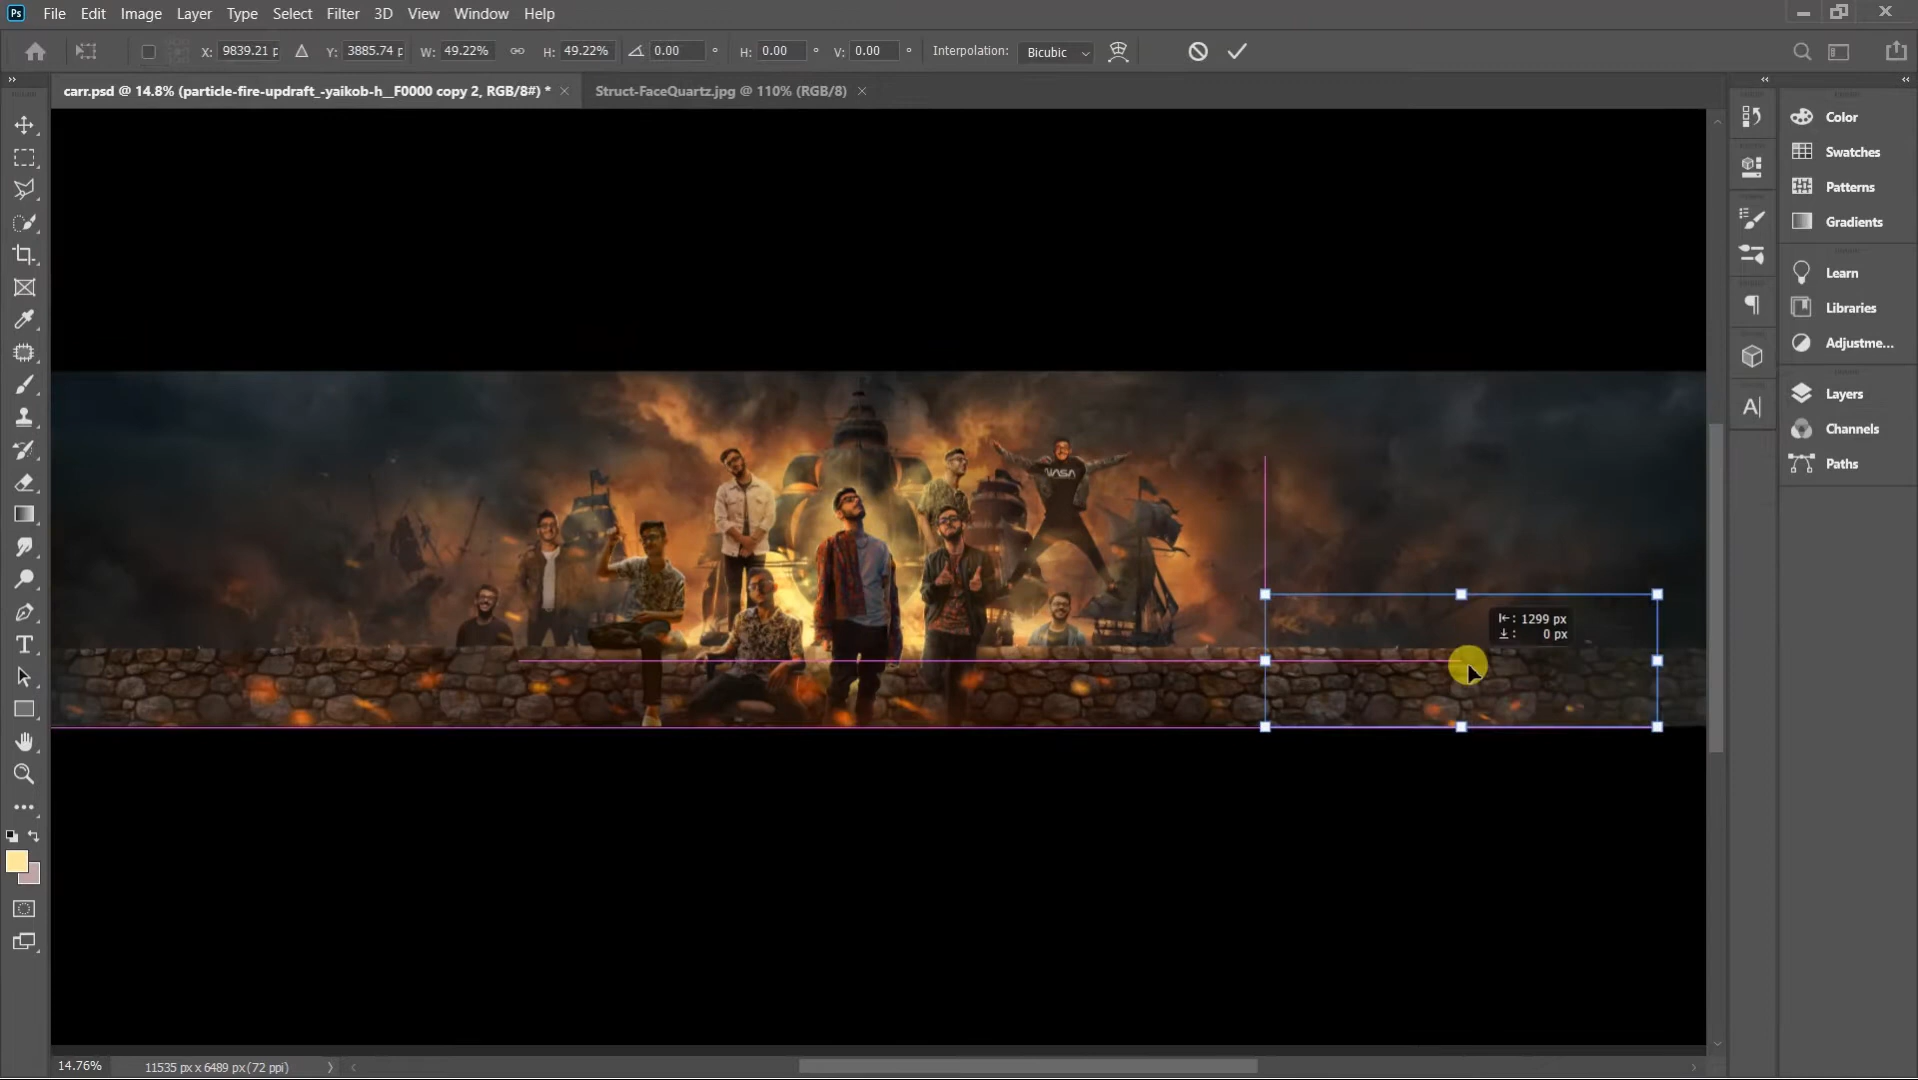 Ps File Edit Image Layer Type Select Filter 3D View Window Help
X: 9839.21 p Y: 3885.74 p W: 49.22% H: 49.22% 0.00 ° H: 0.00 ° V: 0.00 ° Interpolation: Bicubic
carr.psd @ 14.8% (particle-fire-updraft_-yaikob-h__F0000 copy 2, RGB/8#) * Struct-FaceQuartz.jpg @ 110% (RGB/8)
Color
Swatches
Patterns
Gradients
Learn
Libraries
Adjustme...
Layers
Channels
Paths
NASA
: 1299 px
: 0 px
14.76% 11535 px x 6489 px (72 ppi)